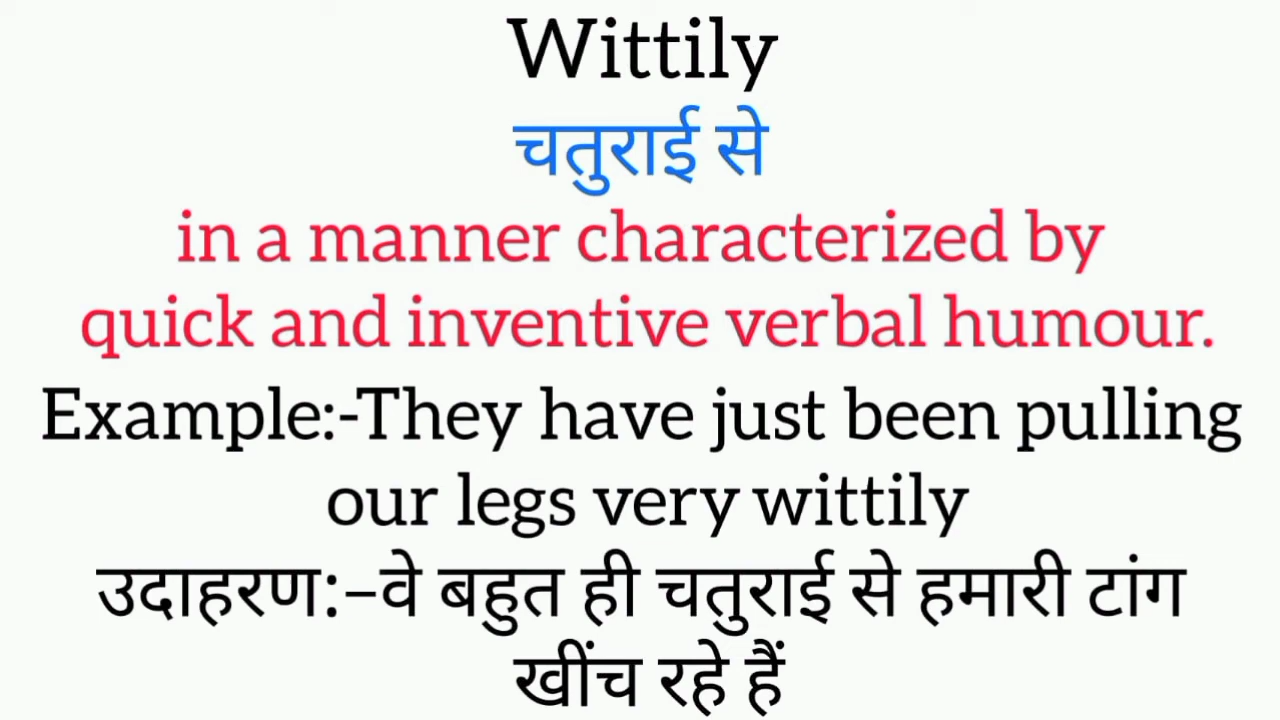 Wittily
चतुराई से
in a manner characterized by
quick and inventive verbal humour.
Example:-They have just been pulling
our legs very wittily
उदाहरण:–वे बहुत ही चतुराई से हमारी टांग
खींच रहे हैं